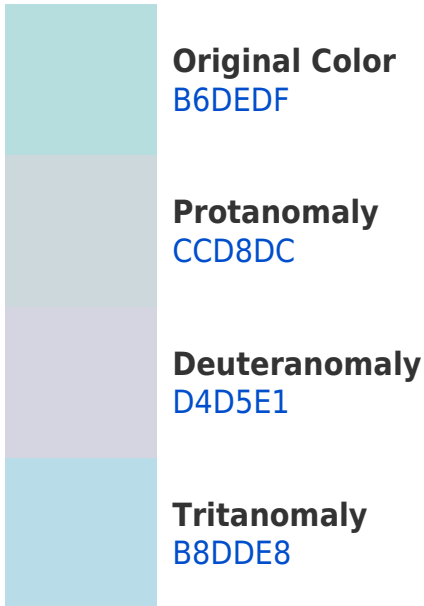 Original Color
B6DEDF
Protanomaly
CCD8DC
Deuteranomaly
D4D5E1
Tritanomaly
B8DDE8